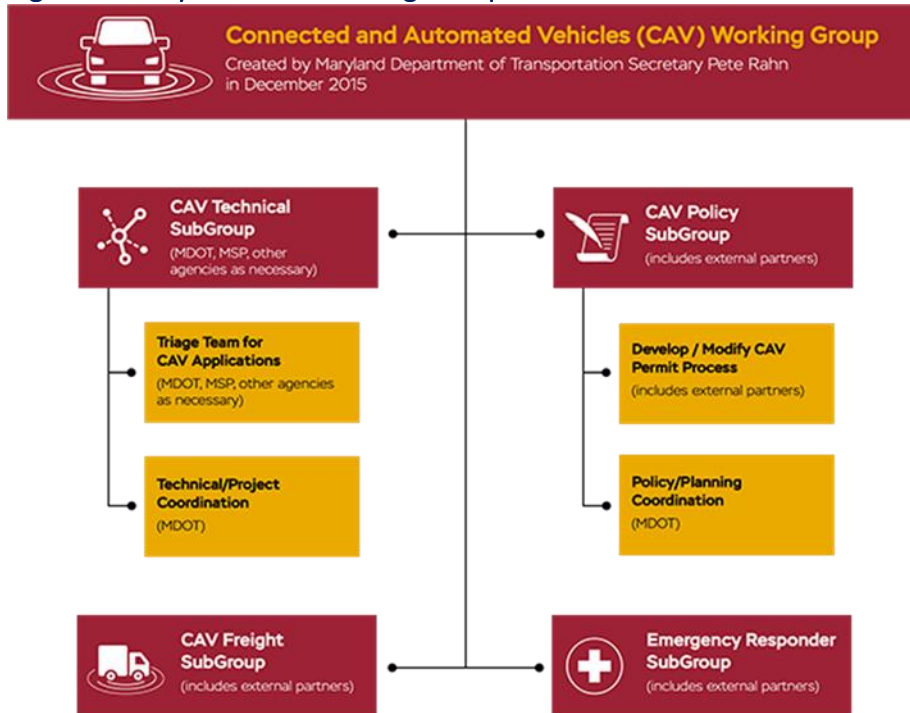 Connected and Automated Vehicles (CAV) Working Group
Created by Maryland Department of Transportation Secretary Pete Rahn
in December 2015
CAV Technical
SubGroup
(MDOT, MSP, other
agencies as necessary)
Triage Team for
CAV Applications
(MDOT, MSP, other agencies
as necessary)
Technical/Project
Coordination
(MDOT)
CAV Policy
SubGroup
(includes external partners)
Develop / Modify CAV
Permit Process
(includes external partners)
Policy/Planning
Coordination
(MDOT)
CAV Freight
SubGroup
(includes external partners)
Emergency Responder
SubGroup
(includes external partners)